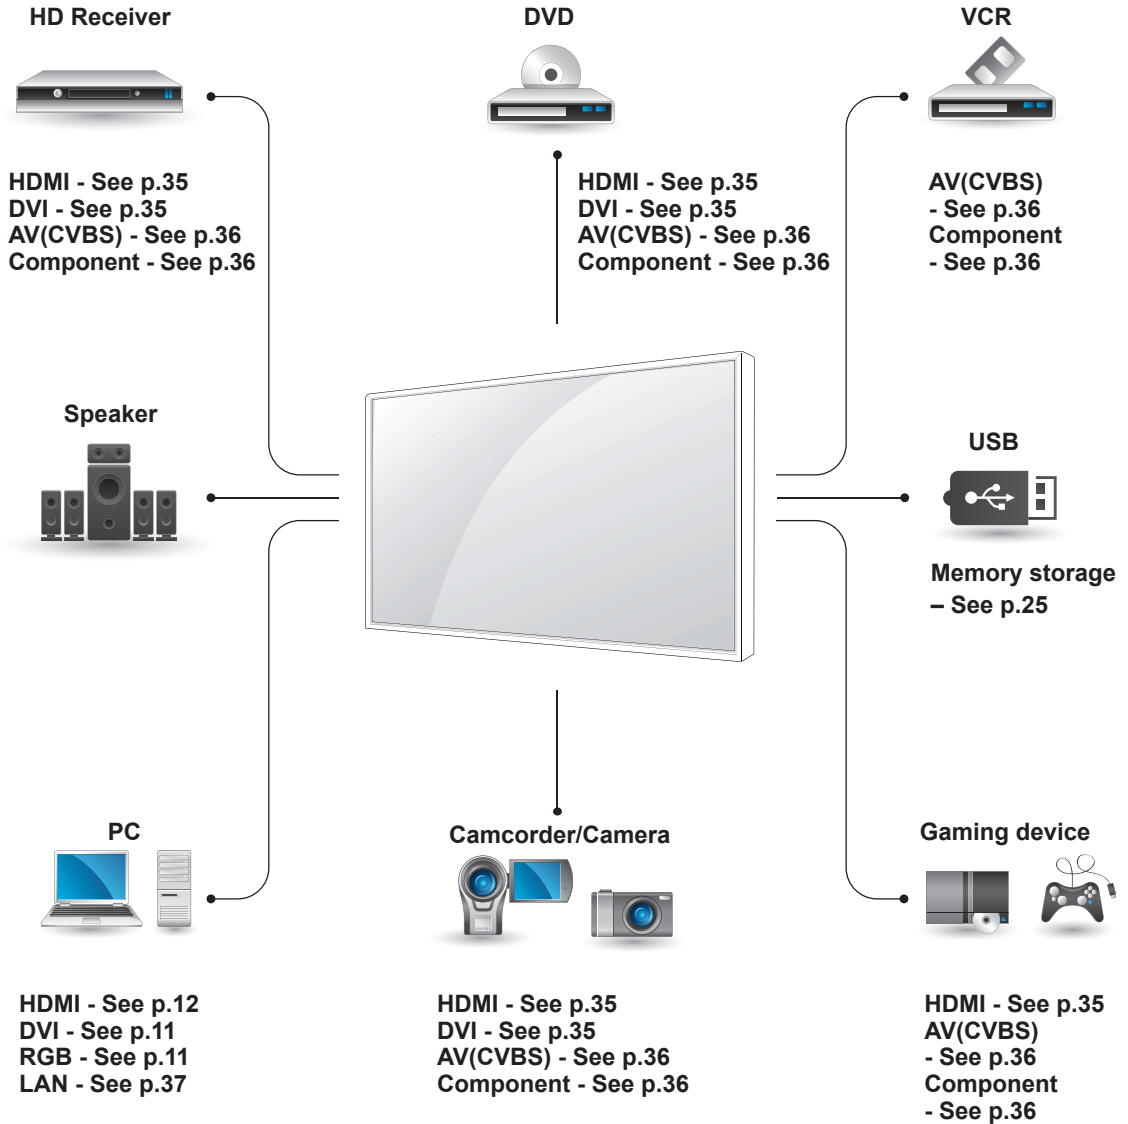 HD Receiver
HDMI - See p.35
DVI - See p.35
AV(CVBS) - See p.36
Component - See p.36
DVD
HDMI - See p.35
DVI - See p.35
AV(CVBS) - See p.36
Component - See p.36
VCR
AV(CVBS)
- See p.36
Component
- See p.36
Speaker
USB
Memory storage
– See p.25
PC
HDMI - See p.12
DVI - See p.11
RGB - See p.11
LAN - See p.37
Camcorder/Camera
HDMI - See p.35
DVI - See p.35
AV(CVBS) - See p.36
Component - See p.36
Gaming device
HDMI - See p.35
AV(CVBS)
- See p.36
Component
- See p.36